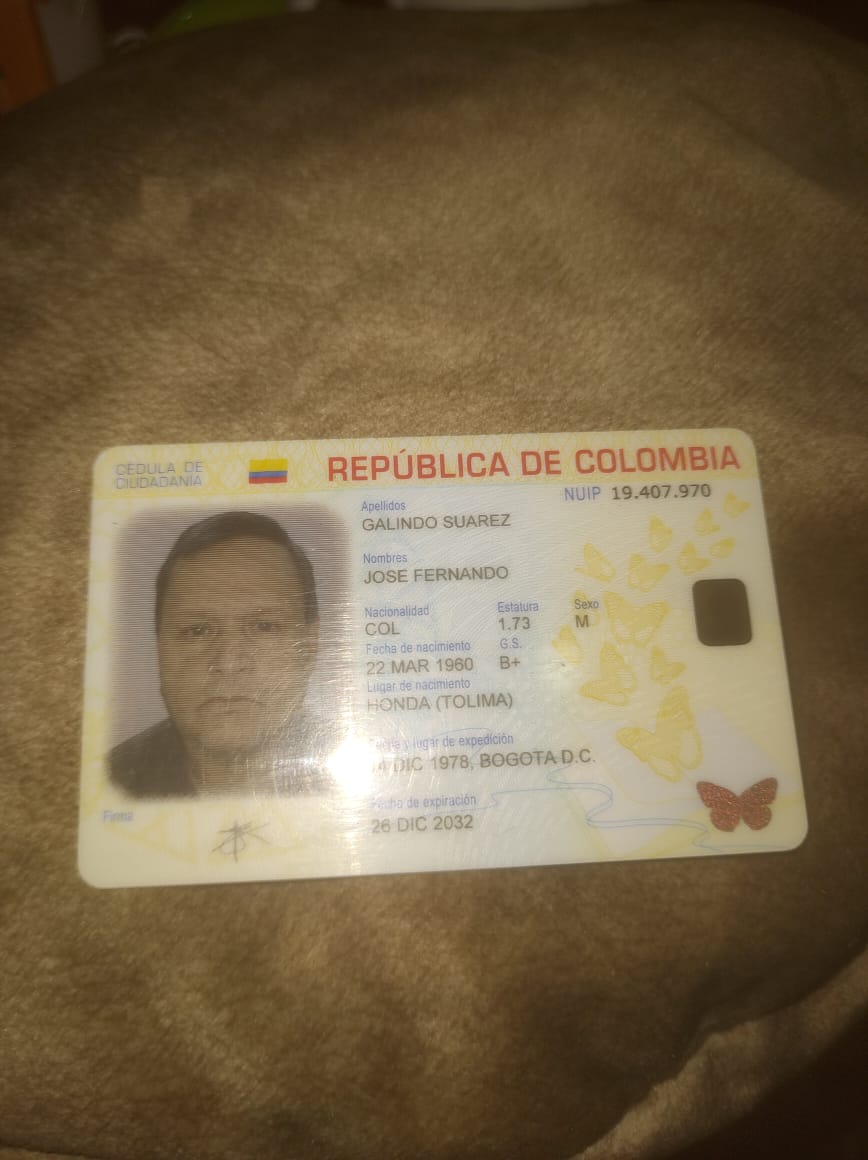 CÉDULA DE
CIUDADANÍA
REPÚBLICA DE COLOMBIA
NUIP 19.407.970
Apellidos
GALINDO SUAREZ
Nombres
JOSE FERNANDO
Nacionalidad Estatura Sexo
COL 1.73 M
Fecha de nacimiento G.S.
22 MAR 1960 B+
Lugar de nacimiento
HONDA (TOLIMA)
y lugar de expedición
DIC 1978, BOGOTA D.C.
Fecha de expiración
26 DIC 2032
Firma